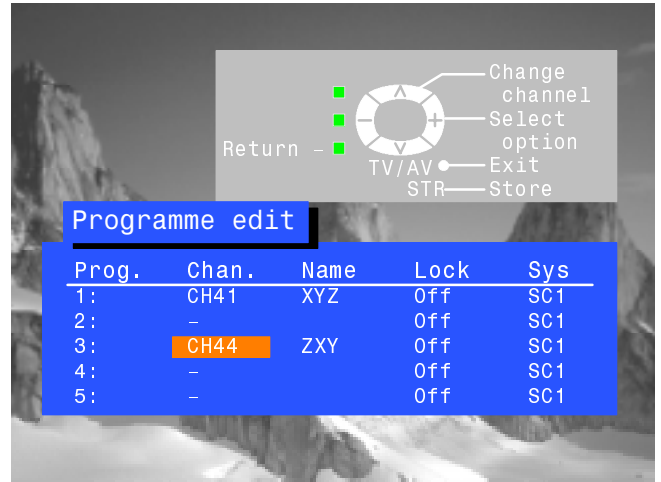 Change
channel
Select
Return – option
TV/AV Exit
STR Store
Programme edit
Prog. Chan. Name Lock Sys
1: CH41 XYZ Off SC1
2: – Off SC1
3: CH44 ZXY Off SC1
4: – Off SC1
5: – Off SC1